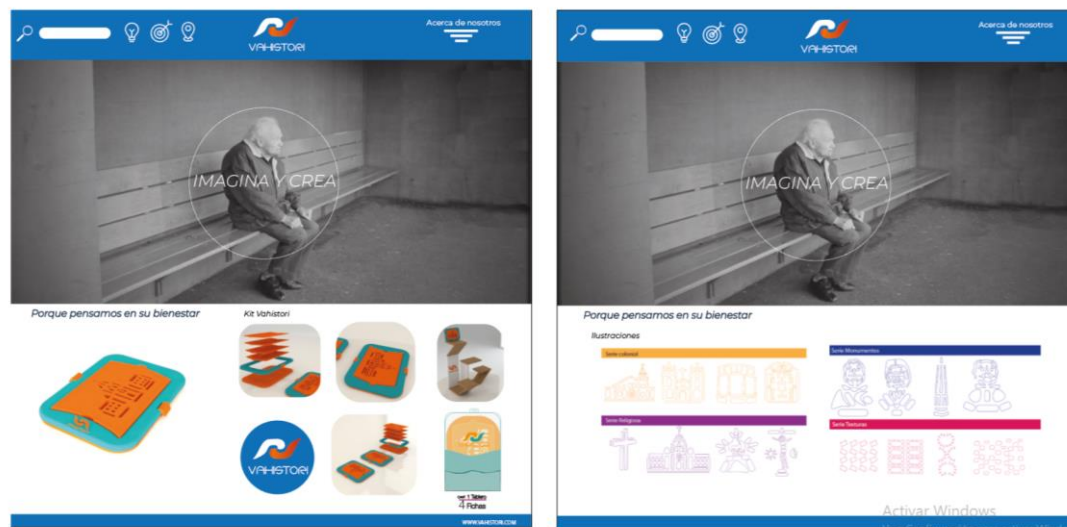 Acerca de nosotros
VAHISTORI
IMAGINA Y CREA
Porque pensamos en su bienestar
Kit Vahistori
VAHISTORI
4 Fichas
WWW.VAHISTORI.COM
Acerca de nosotros
VAHISTORI
IMAGINA Y CREA
Porque pensamos en su bienestar
Ilustraciones
Serie colonial
Serie Monumentos
Serie Religiosa
Serie Texturas
Activar Windows